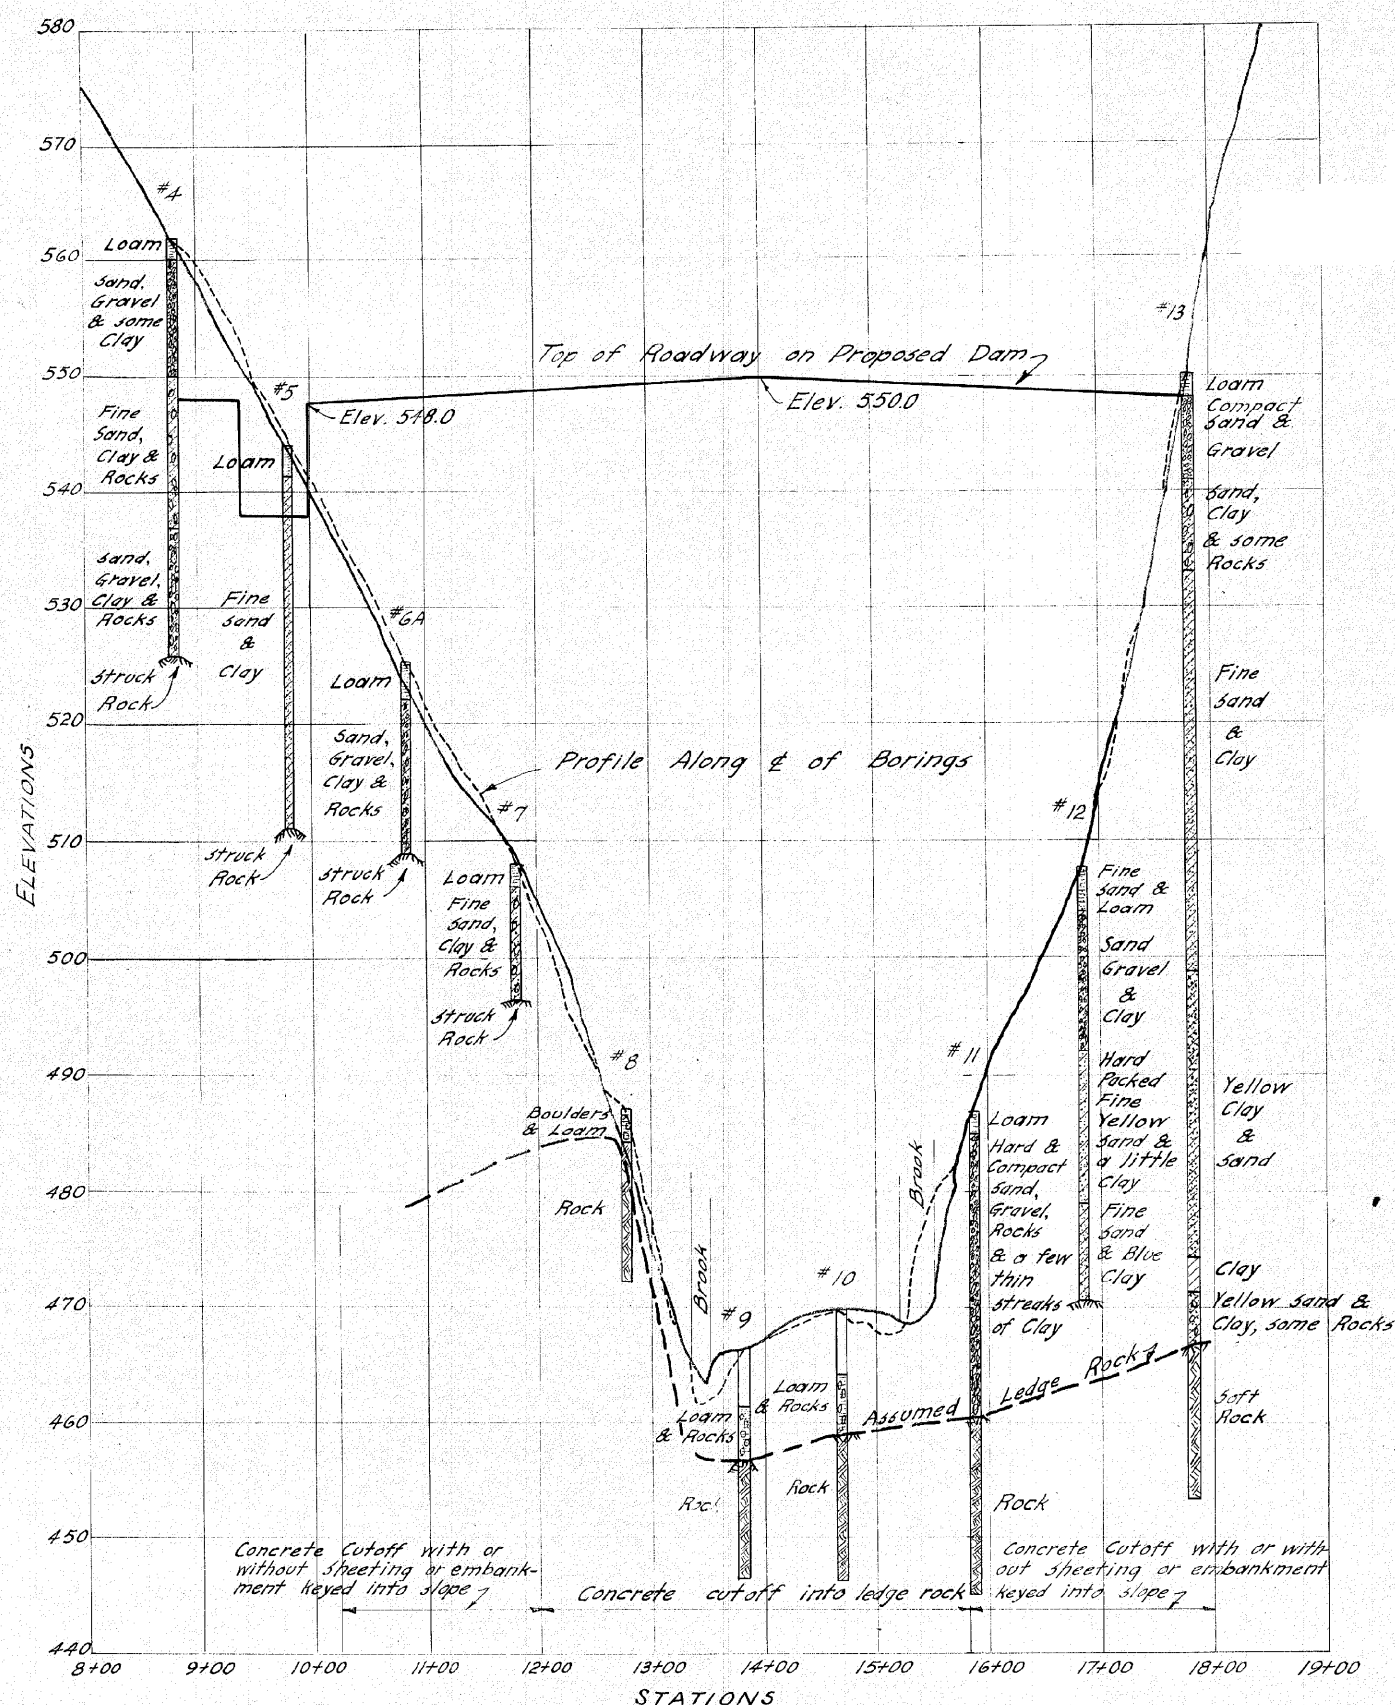 580
570
560
550
540
530
520
510
500
490
480
470
460
450
440
ELEVATIONS
#4
Loam
Sand,
Gravel
& some
Clay
Fine
Sand,
Clay &
Rocks
Sand,
Gravel,
Clay &
Rocks
Struck
Rock
#5
Loam
Fine
Sand
&
Clay
Struck
Rock
Elev. 548.0
Top of Roadway on Proposed Dam
Elev. 550.0
#6A
Loam
Sand,
Gravel,
Clay &
Rocks
Struck
Rock
Profile Along ℄ of Borings
#7
Loam
Fine
Sand,
Clay &
Rocks
Struck
Rock
#8
Boulders
& Loam
Rock
Brook
#9
Loam
& Rocks
#10
Loam
& Rocks
Rock
Brook
#11
Loam
Hard &
Compact
Sand,
Gravel,
Rocks
& a few
thin
streaks
of Clay
Rock
Assumed Ledge Rock
#12
Fine
Sand &
Loam
Sand
Gravel
&
Clay
Hard
Packed
Fine
Yellow
Sand &
a little
Clay
Fine
Sand
& Blue
Clay
#13
Loam
Compact
Sand &
Gravel
Sand,
Clay
& some
Rocks
Fine
Sand
&
Clay
Yellow
Clay
&
Sand
Clay
Yellow Sand &
Clay, some Rocks
Soft
Rock
Concrete Cutoff with or
without sheeting or embank-
ment keyed into slope
Concrete cutoff into ledge rock
Concrete Cutoff with or with-
out sheeting or embankment
keyed into slope
8+00 9+00 10+00 11+00 12+00 13+00 14+00 15+00 16+00 17+00 18+00 19+00
STATIONS